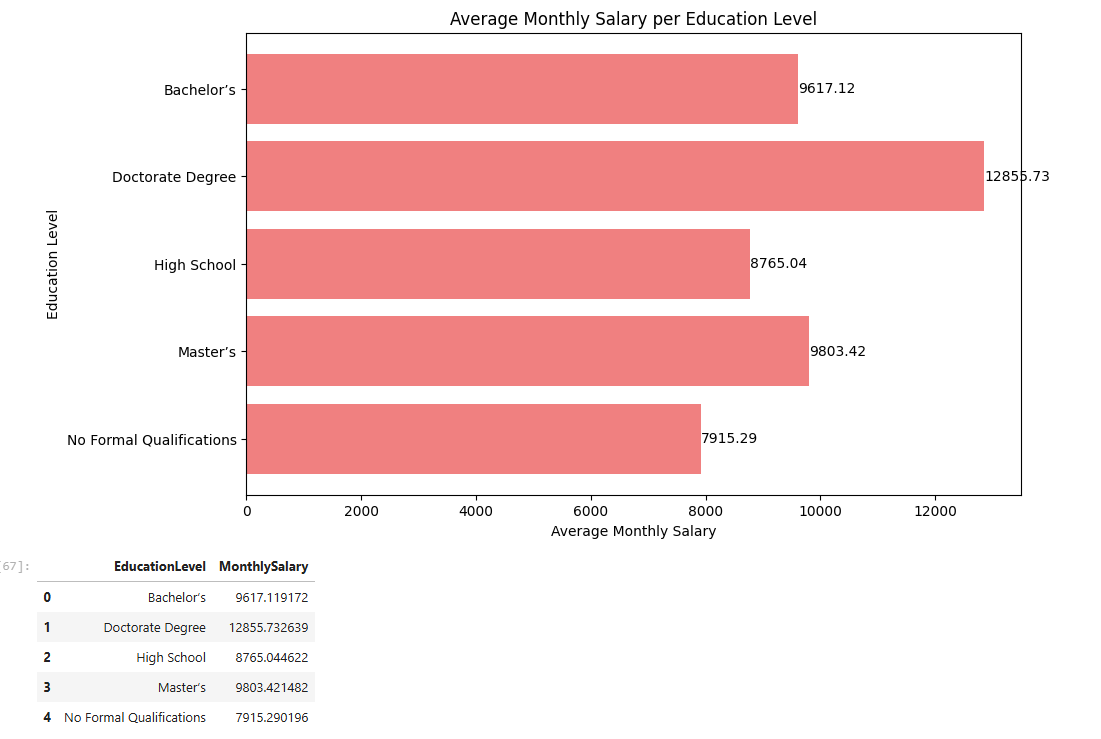 Average Monthly Salary per Education Level
Bachelor’s
9617.12
Doctorate Degree
12855.73
Education Level
High School
8765.04
Master’s
9803.42
No Formal Qualifications
7915.29
0 2000 4000 6000 8000 10000 12000
Average Monthly Salary
[67]:
EducationLevel MonthlySalary
0 Bachelor’s 9617.119172
1 Doctorate Degree 12855.732639
2 High School 8765.044622
3 Master’s 9803.421482
4 No Formal Qualifications 7915.290196